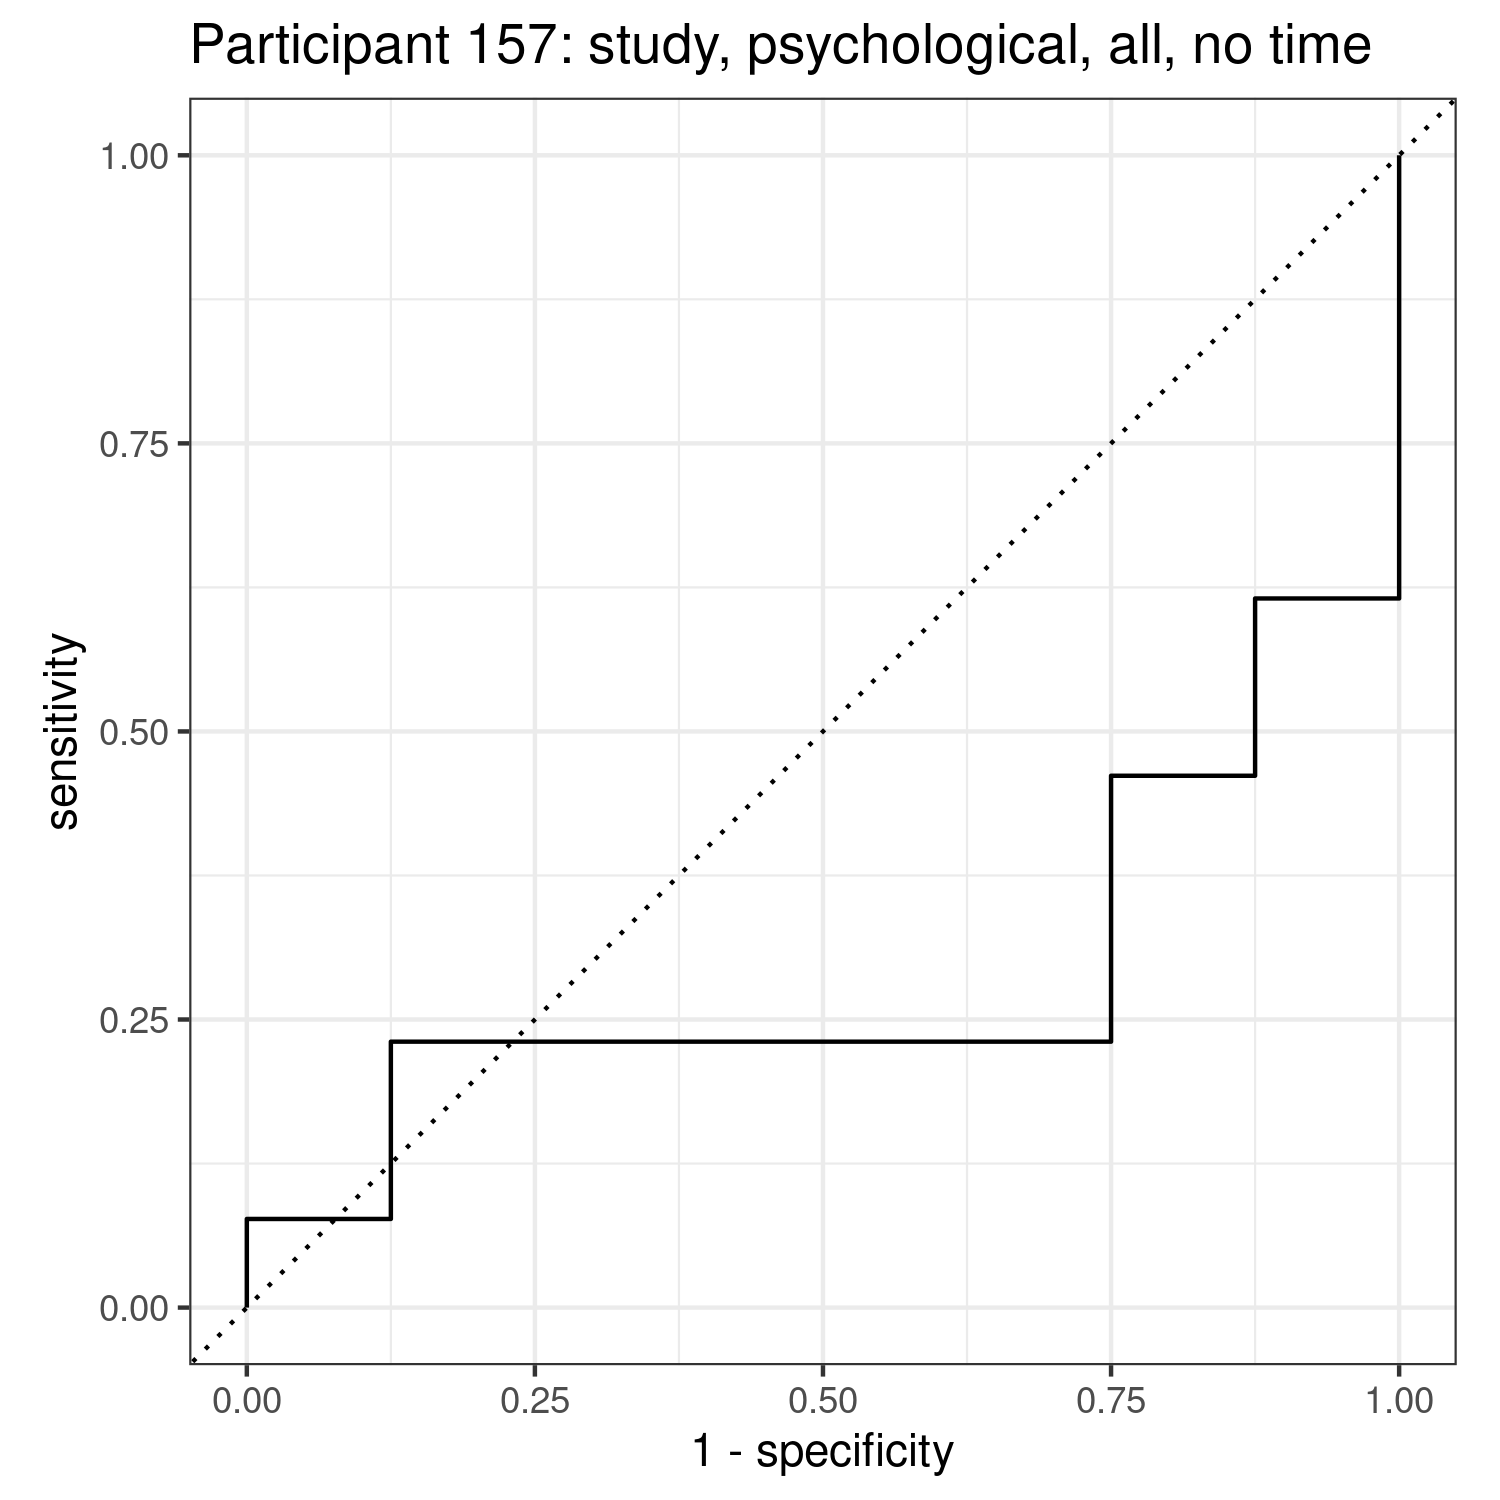 Participant 157: study, psychological, all, no time
1.00
0.75
0.50
0.25
0.00
sensitivity
0.00 0.25 0.50 0.75 1.00
1 - specificity